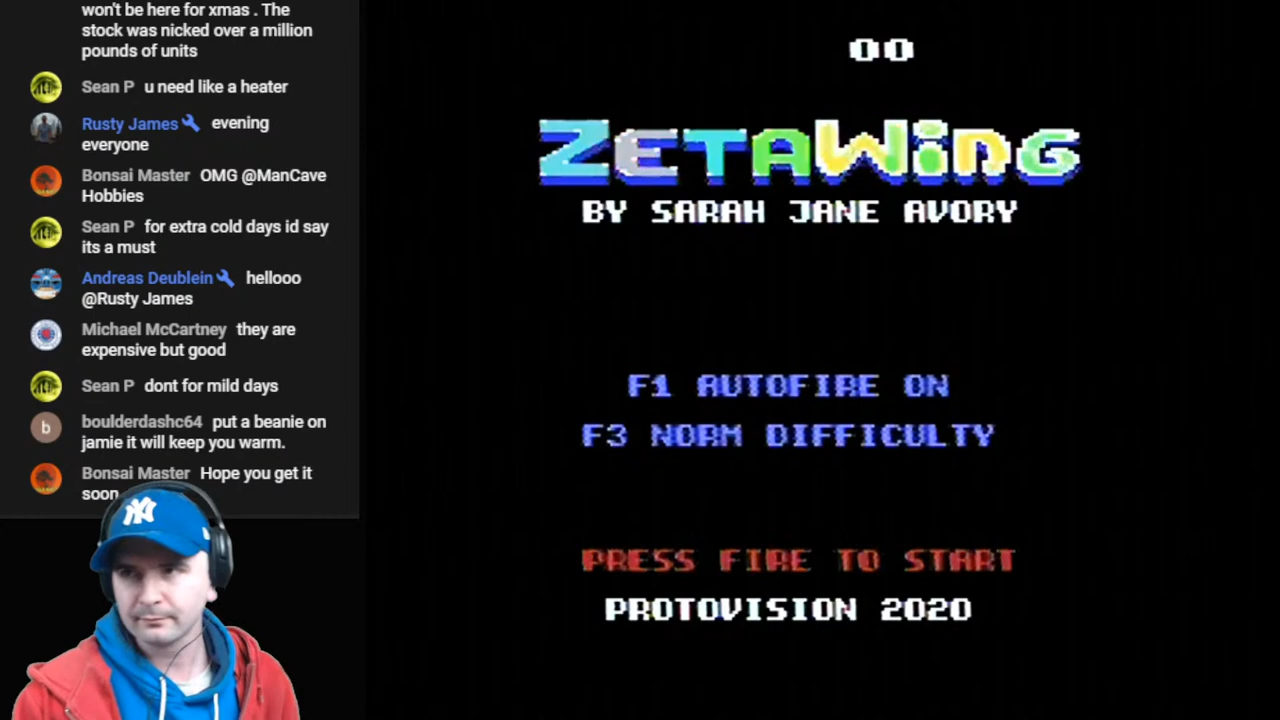 won't be here for xmas . The
stock was nicked over a million
pounds of units
Sean P u need like a heater
Rusty James evening
everyone
Bonsai Master OMG @ManCave
Hobbies
Sean P for extra cold days id say
its a must
Andreas Deublein hellooo
@Rusty James
Michael McCartney they are
expensive but good
Sean P dont for mild days
boulderdashc64 put a beanie on
b
jamie it will keep you warm.
Bonsai Master Hope you get it
soon
NY
00
ZETAWING
BY SARAH JANE AVORY
F1 AUTOFIRE ON
F3 NORM DIFFICULTY
PRESS FIRE TO START
PROTOVISION 2020